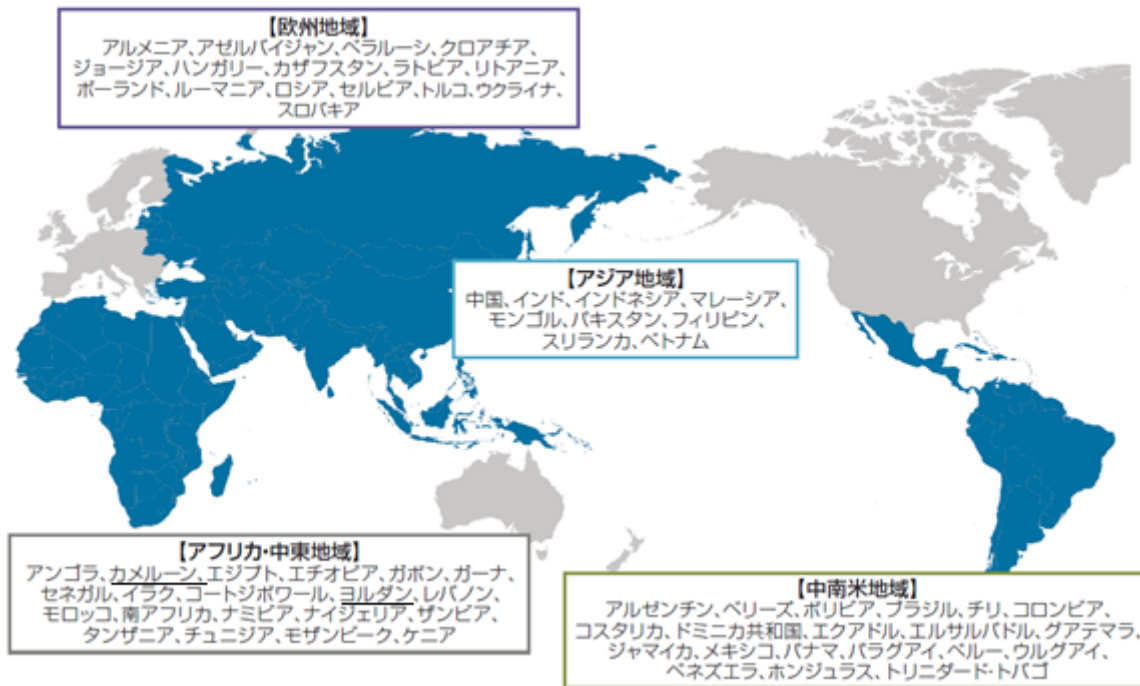 【欧州地域】
アルメニア、アゼルバイジャン、ベラルーシ、クロアチア、
ジョージア、ハンガリー、カザフスタン、ラトビア、リトアニア、
ポーランド、ルーマニア、ロシア、セルビア、トルコ、ウクライナ、
スロバキア
【アジア地域】
中国、インド、インドネシア、マレーシア、
モンゴル、パキスタン、フィリピン、
スリランカ、ベトナム
【アフリカ・中東地域】
アンゴラ、カメルーン、エジプト、エチオピア、ガボン、ガーナ、
セネガル、イラク、コートジボワール、ヨルダン、レバノン、
モロッコ、南アフリカ、ナミビア、ナイジェリア、ザンビア、
タンザニア、チュニジア、モザンビーク、ケニア
【中南米地域】
アルゼンチン、ベリーズ、ボリビア、ブラジル、チリ、コロンビア、
コスタリカ、ドミニカ共和国、エクアドル、エルサルバドル、グアテマラ、
ジャマイカ、メキシコ、パナマ、パラグアイ、ペルー、ウルグアイ、
ベネズエラ、ホンジュラス、トリニダード・トバゴ